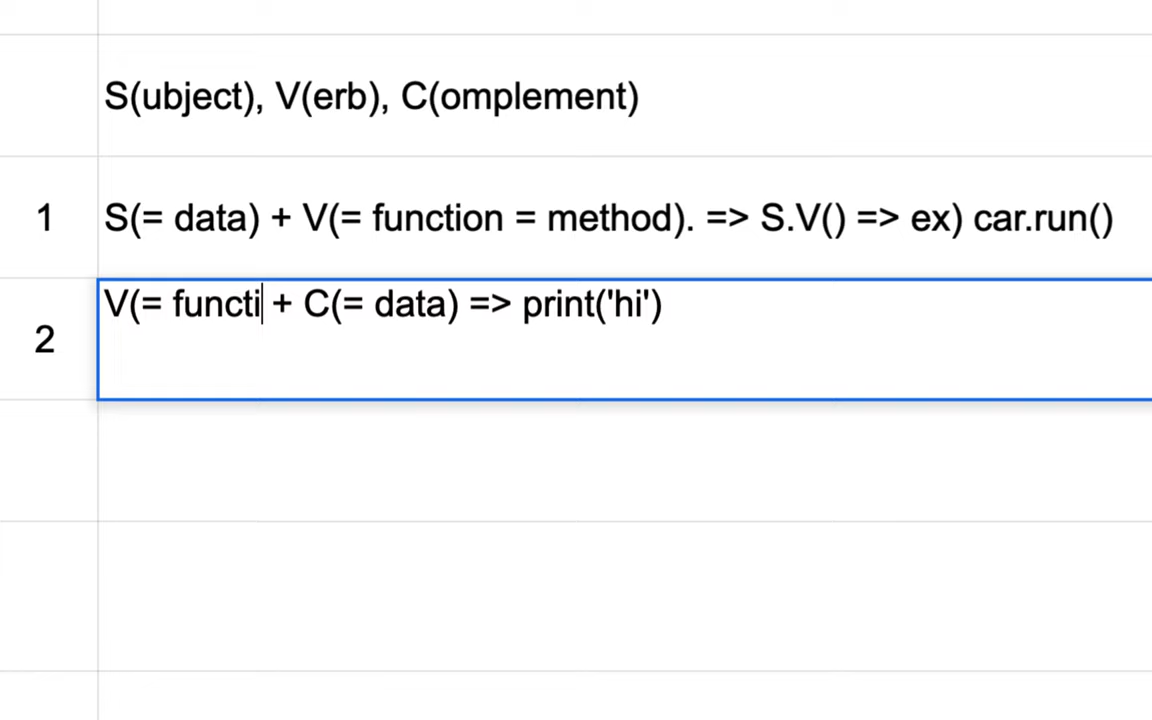 S(ubject), V(erb), C(omplement)
1 S(= data) + V(= function = method). => S.V() => ex) car.run()
2 V(= functi + C(= data) => print('hi')